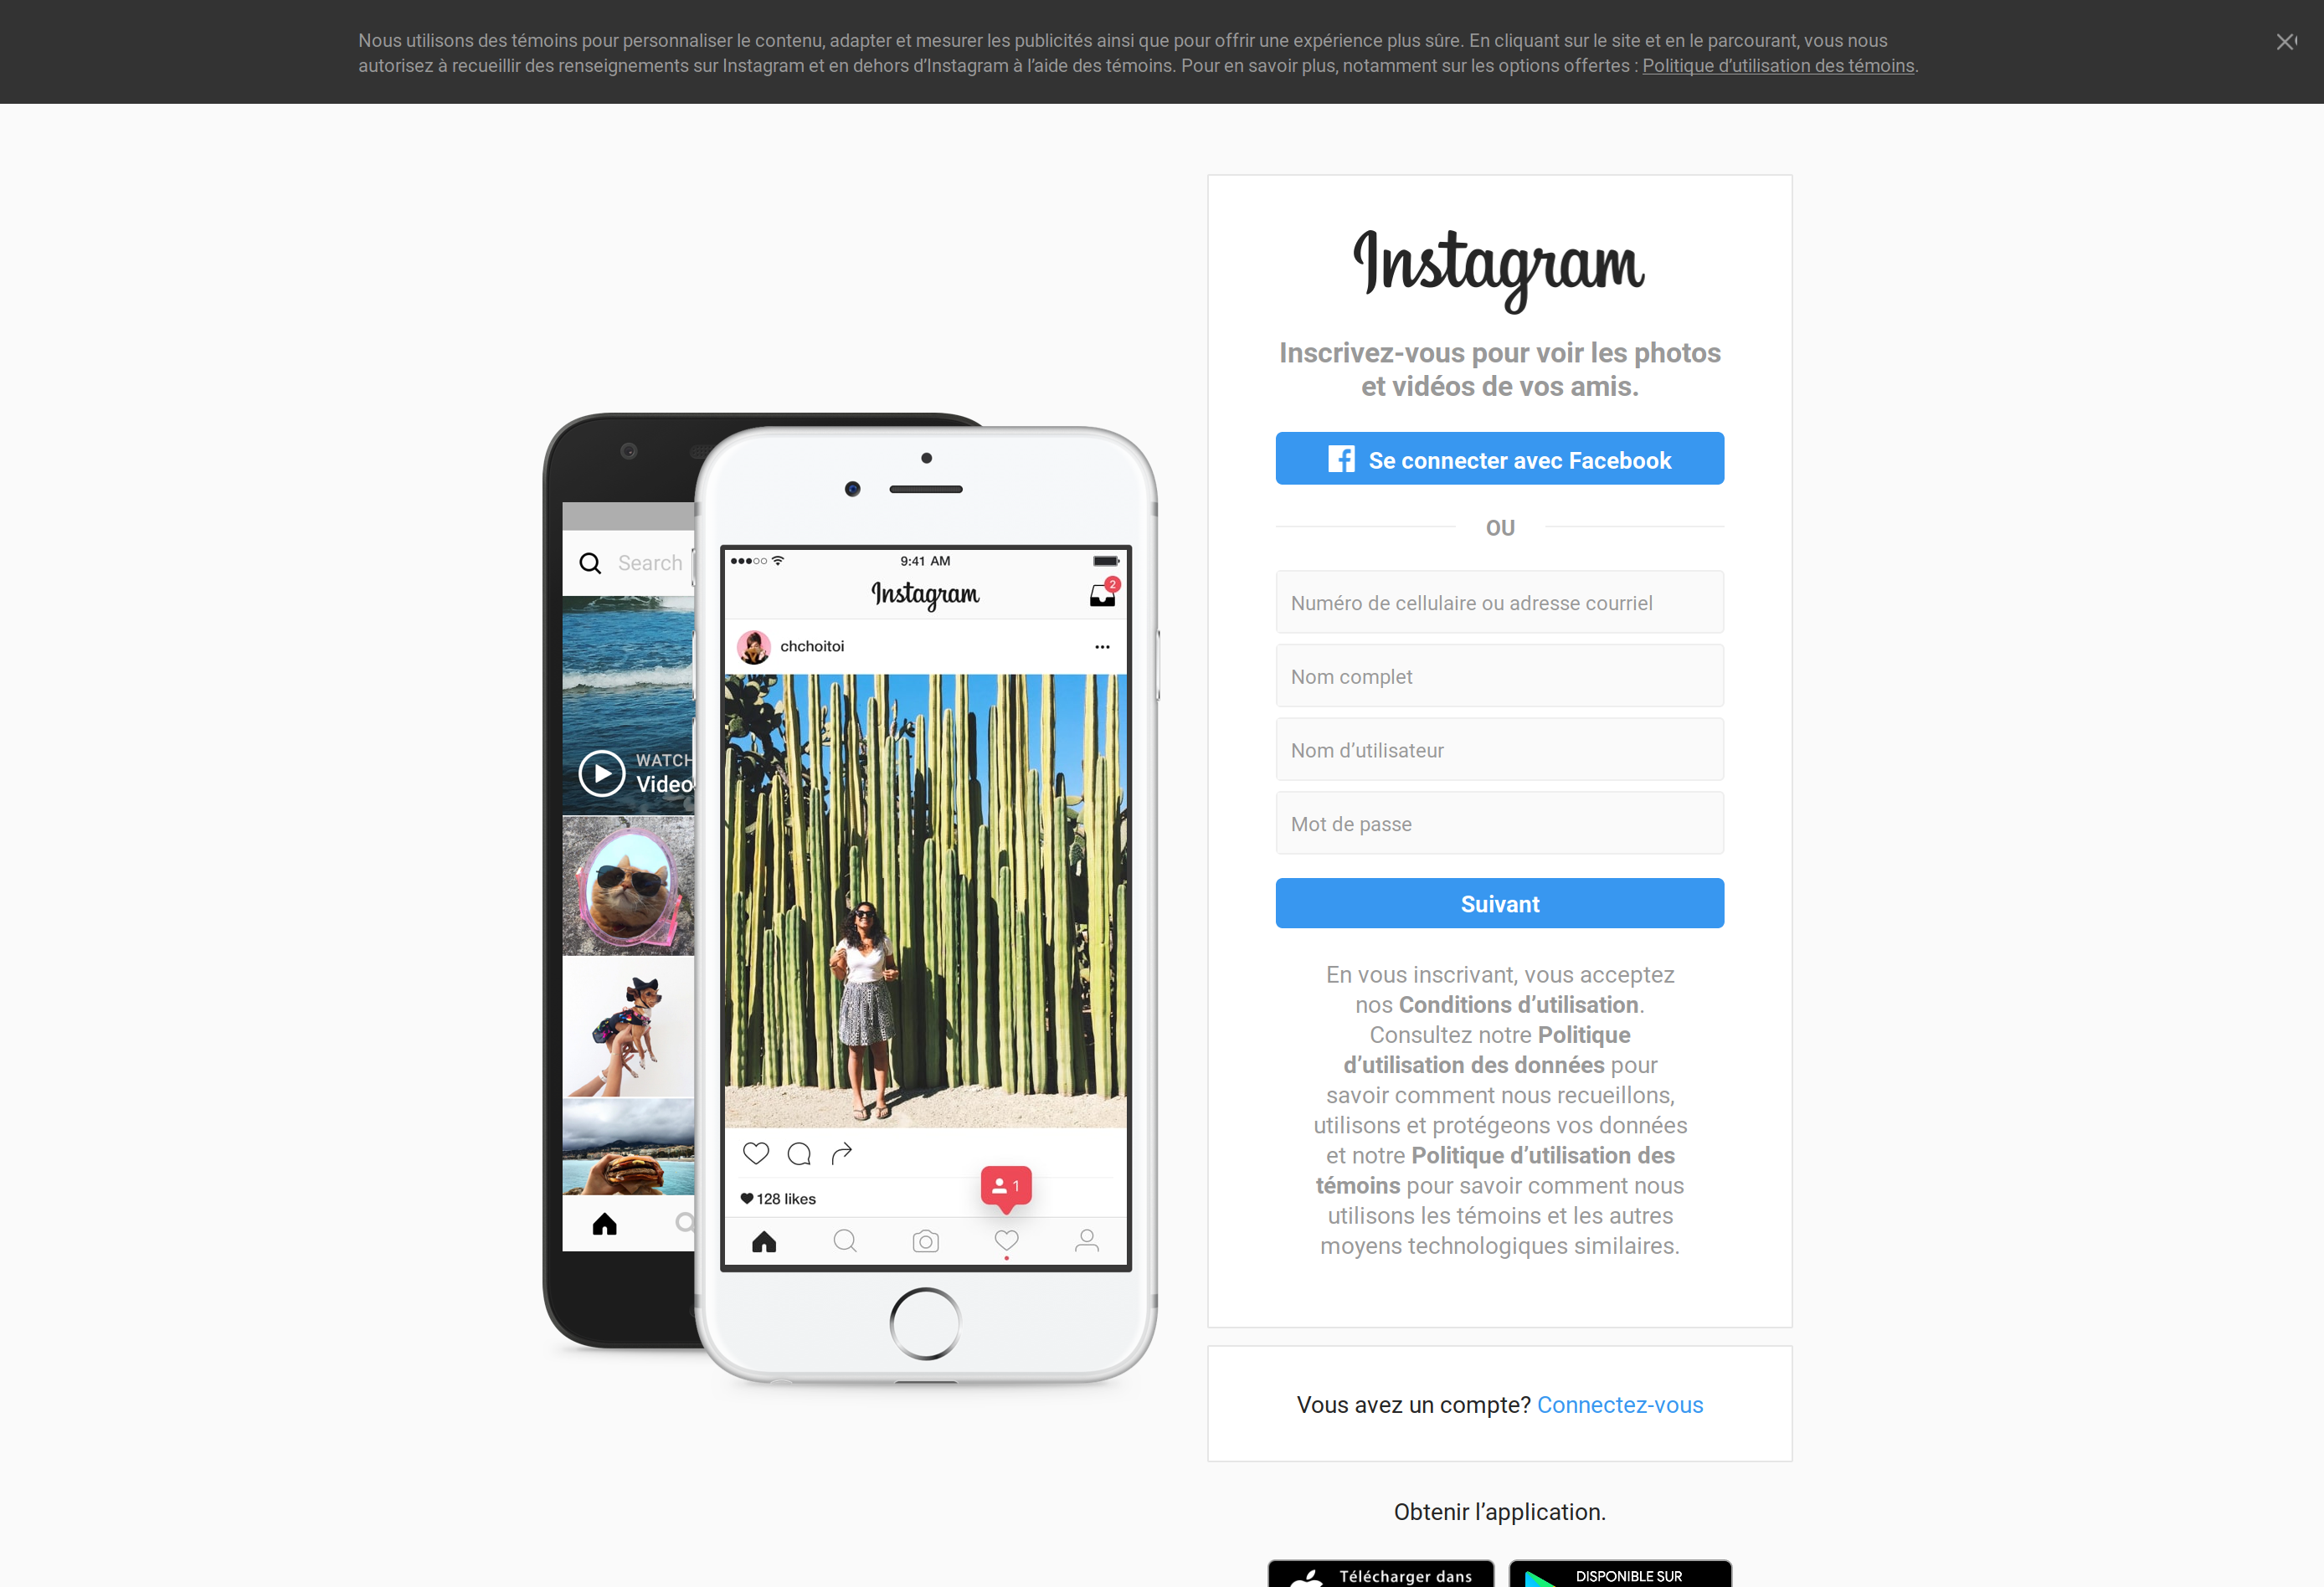 Nous utilisons des témoins pour personnaliser le contenu, adapter et mesurer les publicités ainsi que pour offrir une expérience plus sûre. En cliquant sur le site et en le parcourant, vous nous
autorisez à recueillir des renseignements sur Instagram et en dehors d’Instagram à l’aide des témoins. Pour en savoir plus, notamment sur les options offertes : Politique d’utilisation des témoins.
Search
WATCH
Video
9:41 AM
Instagram
2
chchoitoi
1
128 likes
Instagram
Inscrivez-vous pour voir les photos
et vidéos de vos amis.
Se connecter avec Facebook
OU
Numéro de cellulaire ou adresse courriel
Nom complet
Nom d’utilisateur
Mot de passe
Suivant
En vous inscrivant, vous acceptez
nos Conditions d’utilisation.
Consultez notre Politique
d’utilisation des données pour
savoir comment nous recueillons,
utilisons et protégeons vos données
et notre Politique d’utilisation des
témoins pour savoir comment nous
utilisons les témoins et les autres
moyens technologiques similaires.
Vous avez un compte? Connectez-vous
Obtenir l’application.
Télécharger dans
DISPONIBLE SUR